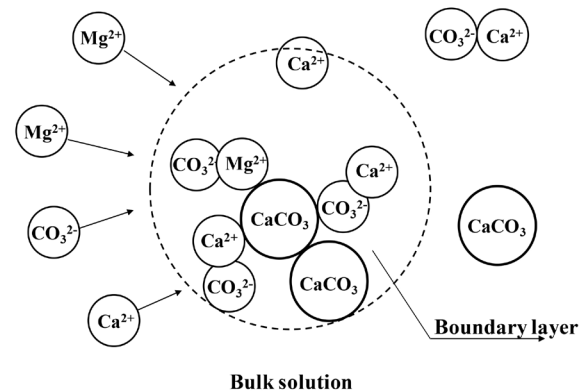 Mg²⁺
Ca²⁺
CO₃²⁻ Ca²⁺
Mg²⁺
CO₃²⁻ Mg²⁺
Ca²⁺
CO₃²⁻
CaCO₃
CO₃²⁻
CaCO₃
Ca²⁺
CO₃²⁻
CaCO₃
Ca²⁺
Boundary layer
Bulk solution